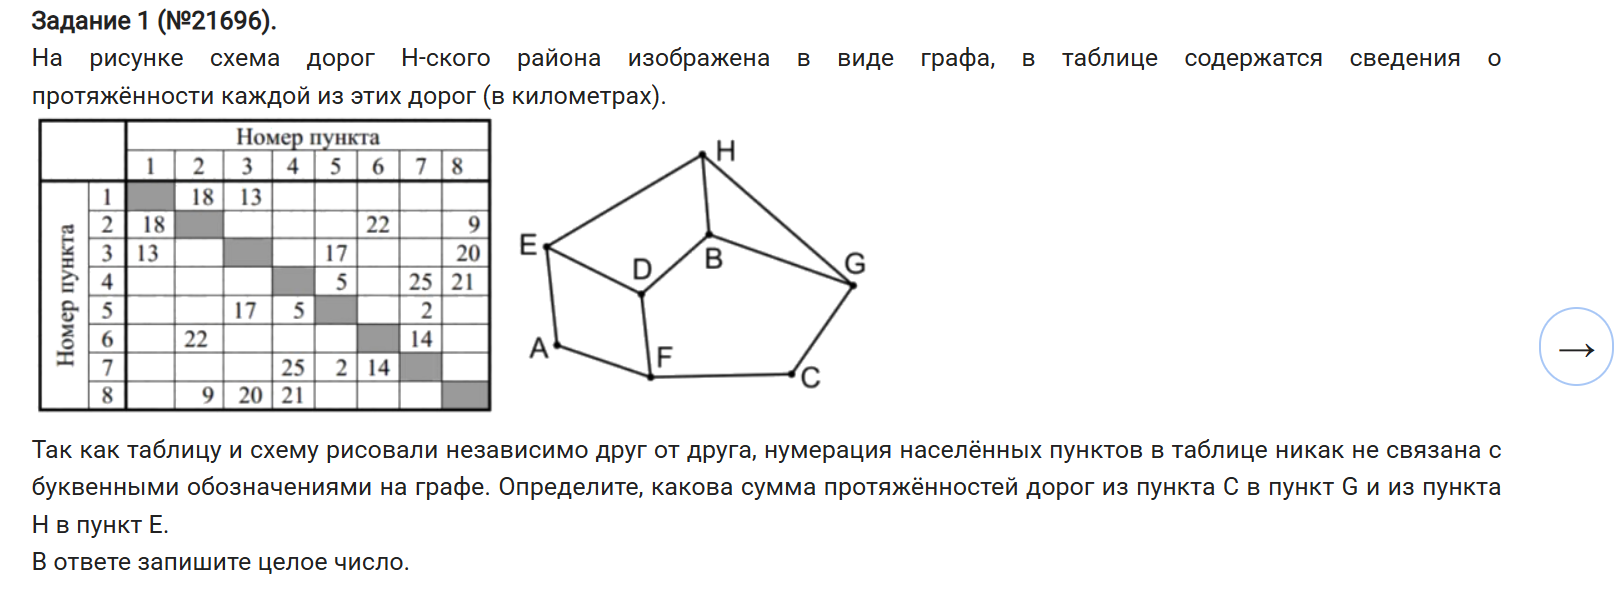 Задание 1 (№21696).
На рисунке схема дорог Н-ского района изображена в виде графа, в таблице содержатся сведения о
протяжённости каждой из этих дорог (в километрах).
Номер пункта
1 2 3 4 5 6 7 8
Номер пункта
1 18 13
2 18 22 9
3 13 17 20
4 5 25 21
5 17 5 2
6 22 14
7 25 2 14
8 9 20 21
H
E
B
D
G
A
F
C
Так как таблицу и схему рисовали независимо друг от друга, нумерация населённых пунктов в таблице никак не связана с
буквенными обозначениями на графе. Определите, какова сумма протяжённостей дорог из пункта C в пункт G и из пункта
H в пункт E.
В ответе запишите целое число.